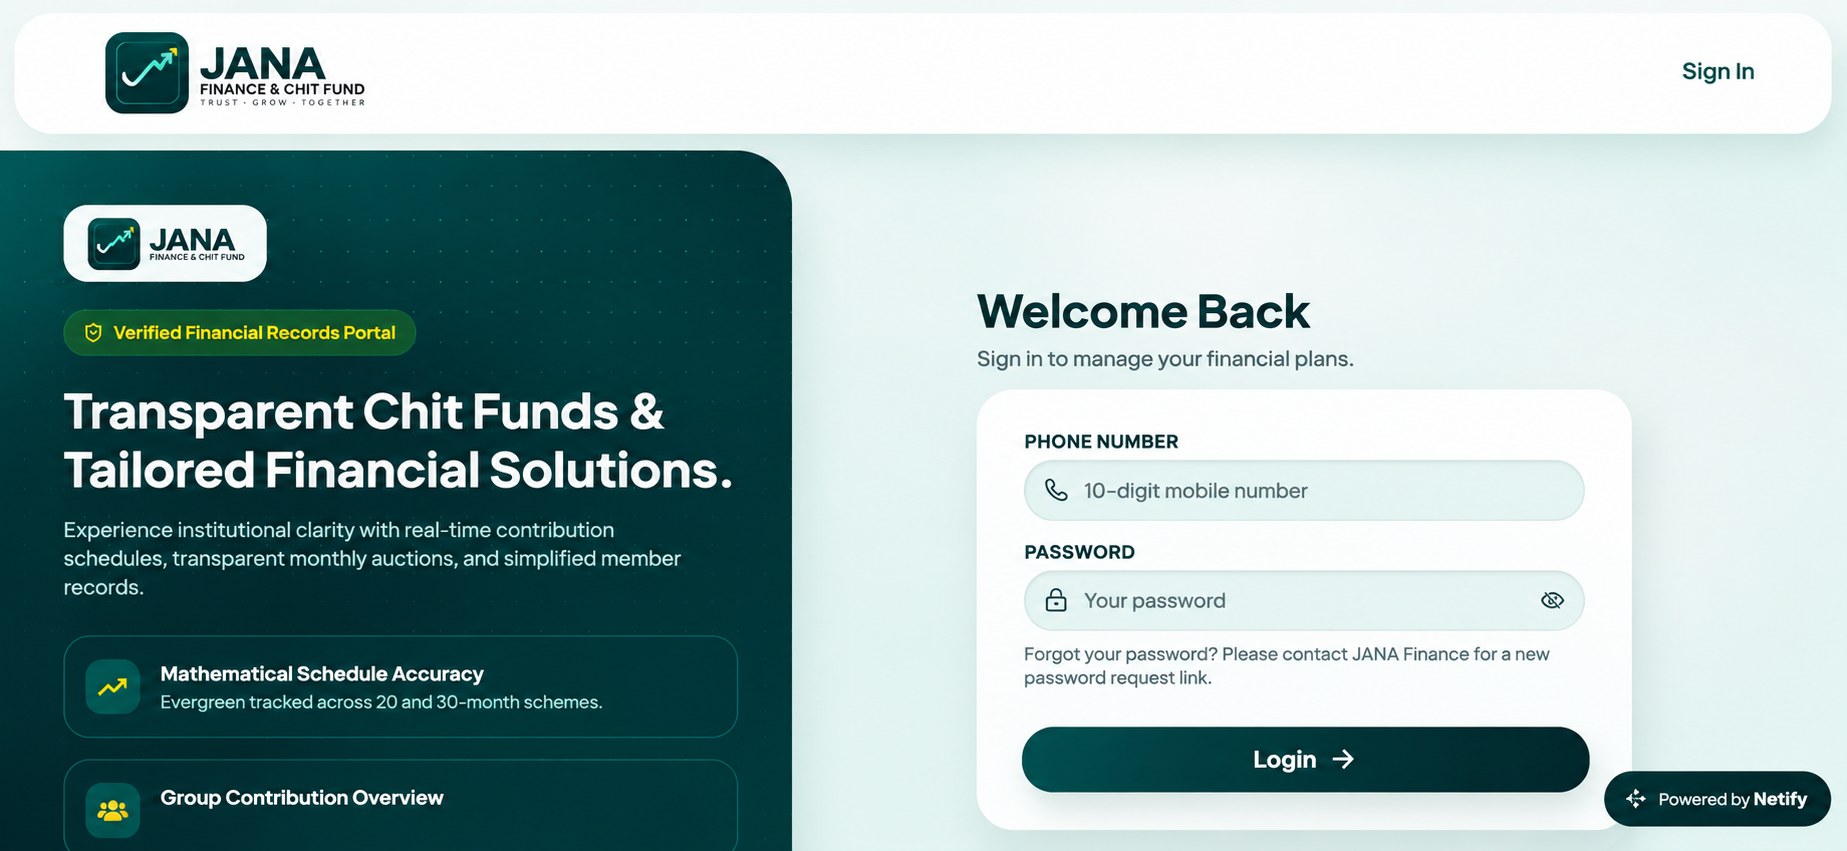 JANA
FINANCE & CHIT FUND
TRUST · GROW · TOGETHER
Sign In
JANA
FINANCE & CHIT FUND
Verified Financial Records Portal
Transparent Chit Funds &
Tailored Financial Solutions.
Experience institutional clarity with real-time contribution
schedules, transparent monthly auctions, and simplified member
records.
Mathematical Schedule Accuracy
Evergreen tracked across 20 and 30-month schemes.
Group Contribution Overview
Welcome Back
Sign in to manage your financial plans.
PHONE NUMBER
10-digit mobile number
PASSWORD
Your password
Forgot your password? Please contact JANA Finance for a new
password request link.
Login
Powered by Netify